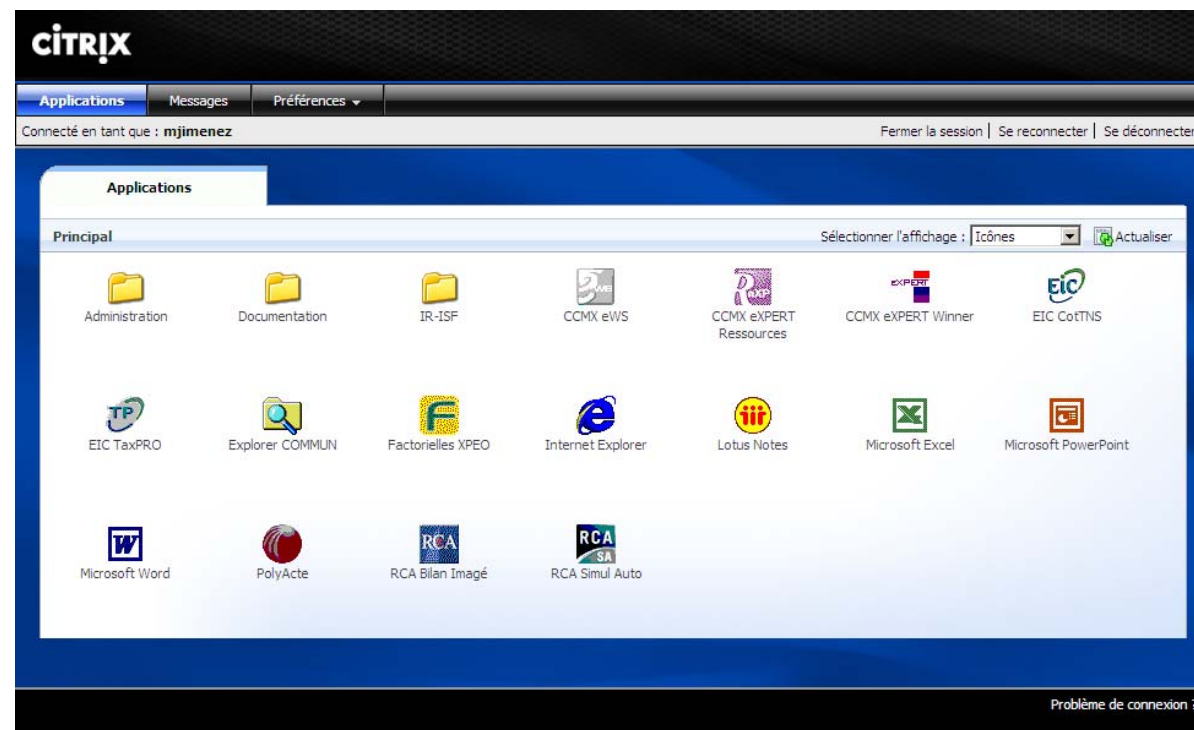 CİTRIX
Applications Messages Préférences
Connecté en tant que : mjimenez Fermer la session | Se reconnecter | Se déconnecter
Applications
Principal Sélectionner l'affichage : Icônes Actualiser
Administration Documentation IR-ISF CCMX eWS CCMX eXPERT Ressources CCMX eXPERT Winner EIC CotTNS
EIC TaxPRO Explorer COMMUN Factorielles XPEO Internet Explorer Lotus Notes Microsoft Excel Microsoft PowerPoint
Microsoft Word PolyActe RCA Bilan Imagé RCA Simul Auto
Problème de connexion ?